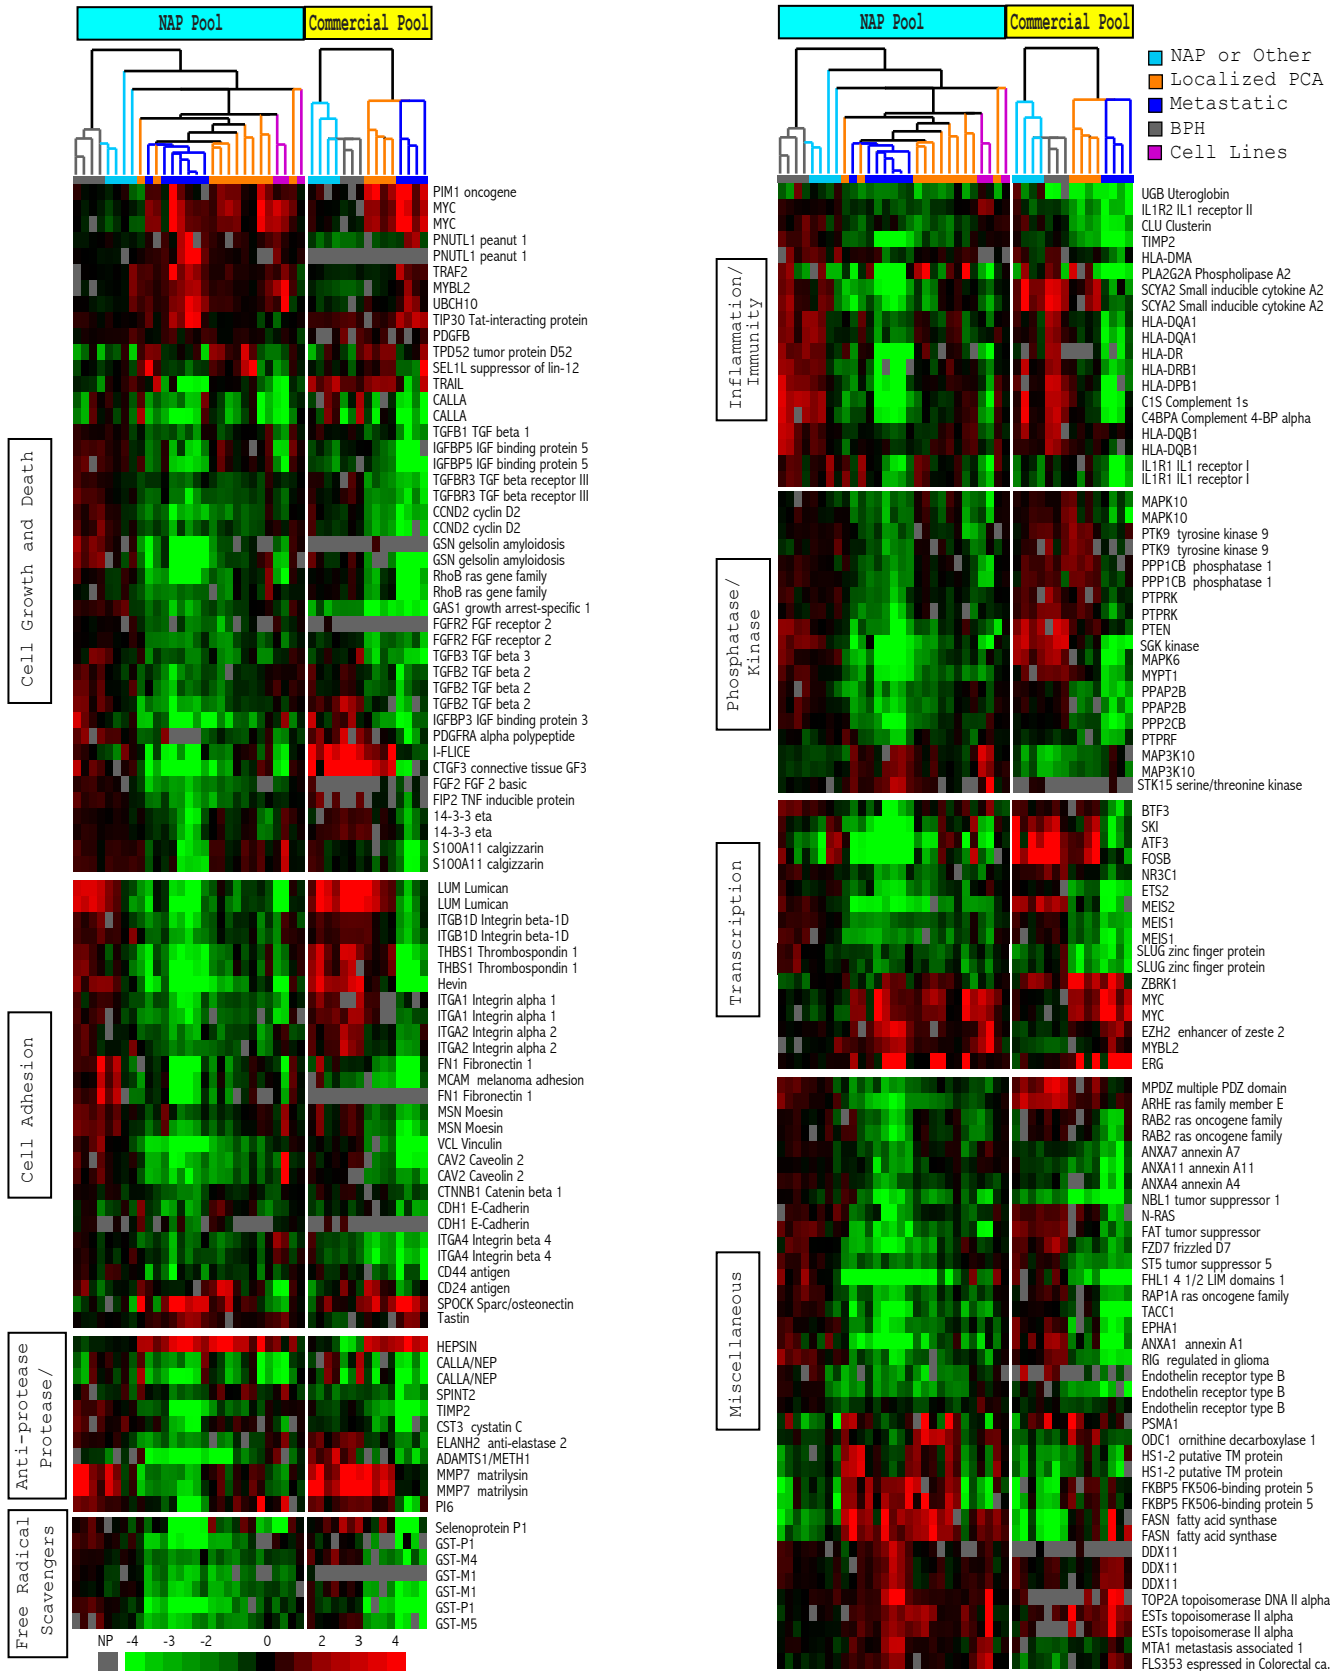 NAP Pool
Commercial Pool
PIM1 oncogene
MYC
MYC
PNUTL1 peanut 1
PNUTL1 peanut 1
TRAF2
MYBL2
UBCH10
TIP30 Tat-interacting protein
PDGFB
TPD52 tumor protein D52
SEL1L suppressor of lin-12
TRAIL
CALLA
CALLA
TGFB1 TGF beta 1
IGFBP5 IGF binding protein 5
IGFBP5 IGF binding protein 5
TGFBR3 TGF beta receptor III
TGFBR3 TGF beta receptor III
CCND2 cyclin D2
CCND2 cyclin D2
GSN gelsolin amyloidosis
GSN gelsolin amyloidosis
RhoB ras gene family
RhoB ras gene family
GAS1 growth arrest-specific 1
FGFR2 FGF receptor 2
FGFR2 FGF receptor 2
TGFB3 TGF beta 3
TGFB2 TGF beta 2
TGFB2 TGF beta 2
TGFB2 TGF beta 2
IGFBP3 IGF binding protein 3
PDGFRA alpha polypeptide
I-FLICE
CTGF3 connective tissue GF3
FGF2 FGF 2 basic
FIP2 TNF inducible protein
14-3-3 eta
14-3-3 eta
S100A11 calgizzarin
S100A11 calgizzarin
Cell Growth and Death
LUM Lumican
LUM Lumican
ITGB1D Integrin beta-1D
ITGB1D Integrin beta-1D
THBS1 Thrombospondin 1
THBS1 Thrombospondin 1
Hevin
ITGA1 Integrin alpha 1
ITGA1 Integrin alpha 1
ITGA2 Integrin alpha 2
ITGA2 Integrin alpha 2
FN1 Fibronectin 1
MCAM melanoma adhesion
FN1 Fibronectin 1
MSN Moesin
MSN Moesin
VCL Vinculin
CAV2 Caveolin 2
CAV2 Caveolin 2
CTNNB1 Catenin beta 1
CDH1 E-Cadherin
CDH1 E-Cadherin
ITGA4 Integrin beta 4
ITGA4 Integrin beta 4
CD44 antigen
CD24 antigen
SPOCK Sparc/osteonectin
Tastin
Cell Adhesion
HEPSIN
CALLA/NEP
CALLA/NEP
SPINT2
TIMP2
CST3 cystatin C
ELANH2 anti-elastase 2
ADAMTS1/METH1
MMP7 matrilysin
MMP7 matrilysin
PI6
Anti-protease
Protease/
Selenoprotein P1
GST-P1
GST-M4
GST-M1
GST-M1
GST-P1
GST-M5
Free Radical
Scavengers
NP -4 -3 -2 0 2 3 4
NAP Pool
Commercial Pool
NAP or Other
Localized PCA
Metastatic
BPH
Cell Lines
UGB Uteroglobin
IL1R2 IL1 receptor II
CLU Clusterin
TIMP2
HLA-DMA
PLA2G2A Phospholipase A2
SCYA2 Small inducible cytokine A2
SCYA2 Small inducible cytokine A2
HLA-DQA1
HLA-DQA1
HLA-DR
HLA-DRB1
HLA-DPB1
C1S Complement 1s
C4BPA Complement 4-BP alpha
HLA-DQB1
HLA-DQB1
IL1R1 IL1 receptor I
IL1R1 IL1 receptor I
Inflammation/
Immunity
MAPK10
MAPK10
PTK9 tyrosine kinase 9
PTK9 tyrosine kinase 9
PPP1CB phosphatase 1
PPP1CB phosphatase 1
PTPRK
PTPRK
PTEN
SGK kinase
MAPK6
MYPT1
PPAP2B
PPAP2B
PPP2CB
PTPRF
MAP3K10
MAP3K10
STK15 serine/threonine kinase
Phosphatase/
Kinase
BTF3
SKI
ATF3
FOSB
NR3C1
ETS2
MEIS2
MEIS1
MEIS1
SLUG zinc finger protein
SLUG zinc finger protein
ZBRK1
MYC
MYC
EZH2 enhancer of zeste 2
MYBL2
ERG
Transcription
MPDZ multiple PDZ domain
ARHE ras family member E
RAB2 ras oncogene family
RAB2 ras oncogene family
ANXA7 annexin A7
ANXA11 annexin A11
ANXA4 annexin A4
NBL1 tumor suppressor 1
N-RAS
FAT tumor suppressor
FZD7 frizzled D7
ST5 tumor suppressor 5
FHL1 4 1/2 LIM domains 1
RAP1A ras oncogene family
TACC1
EPHA1
ANXA1 annexin A1
RIG regulated in glioma
Endothelin receptor type B
Endothelin receptor type B
Endothelin receptor type B
PSMA1
ODC1 ornithine decarboxylase 1
HS1-2 putative TM protein
HS1-2 putative TM protein
FKBP5 FK506-binding protein 5
FKBP5 FK506-binding protein 5
FASN fatty acid synthase
FASN fatty acid synthase
DDX11
DDX11
DDX11
TOP2A topoisomerase DNA II alpha
ESTs topoisomerase II alpha
ESTs topoisomerase II alpha
MTA1 metastasis associated 1
FLS353 espressed in Colorectal ca.
Miscellaneous